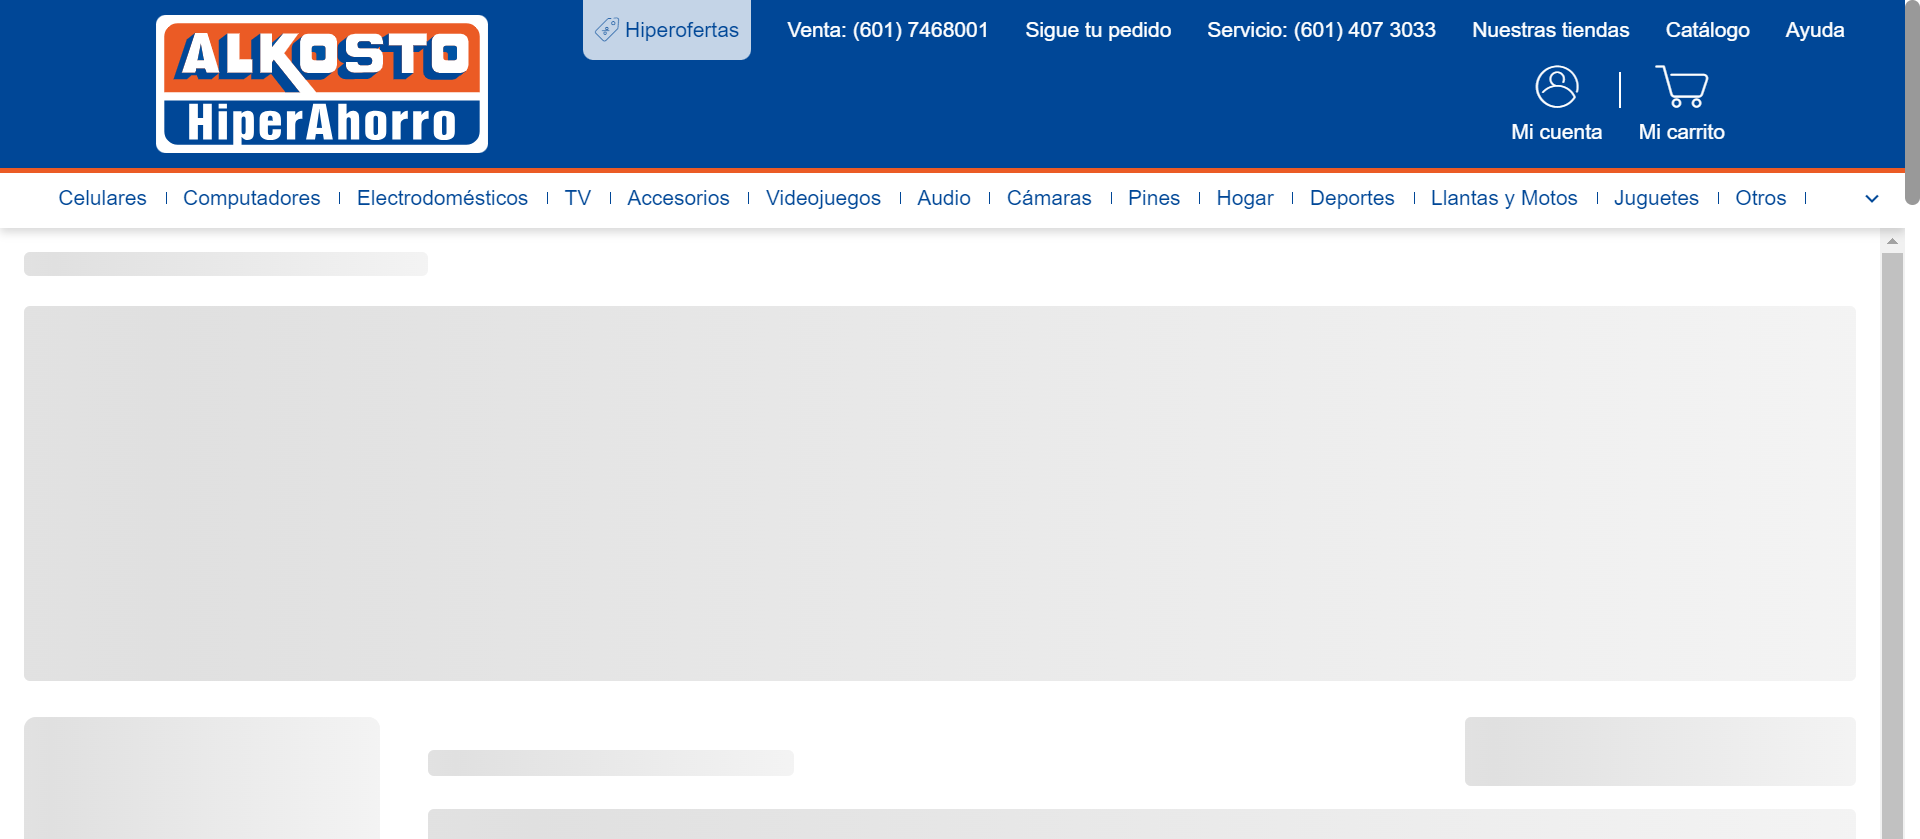 ALKOSTO
HiperAhorro
Hiperofertas
Venta: (601) 7468001
Sigue tu pedido
Servicio: (601) 407 3033
Nuestras tiendas
Catálogo
Ayuda
Mi cuenta
Mi carrito
Celulares
Computadores
Electrodomésticos
TV
Accesorios
Videojuegos
Audio
Cámaras
Pines
Hogar
Deportes
Llantas y Motos
Juguetes
Otros